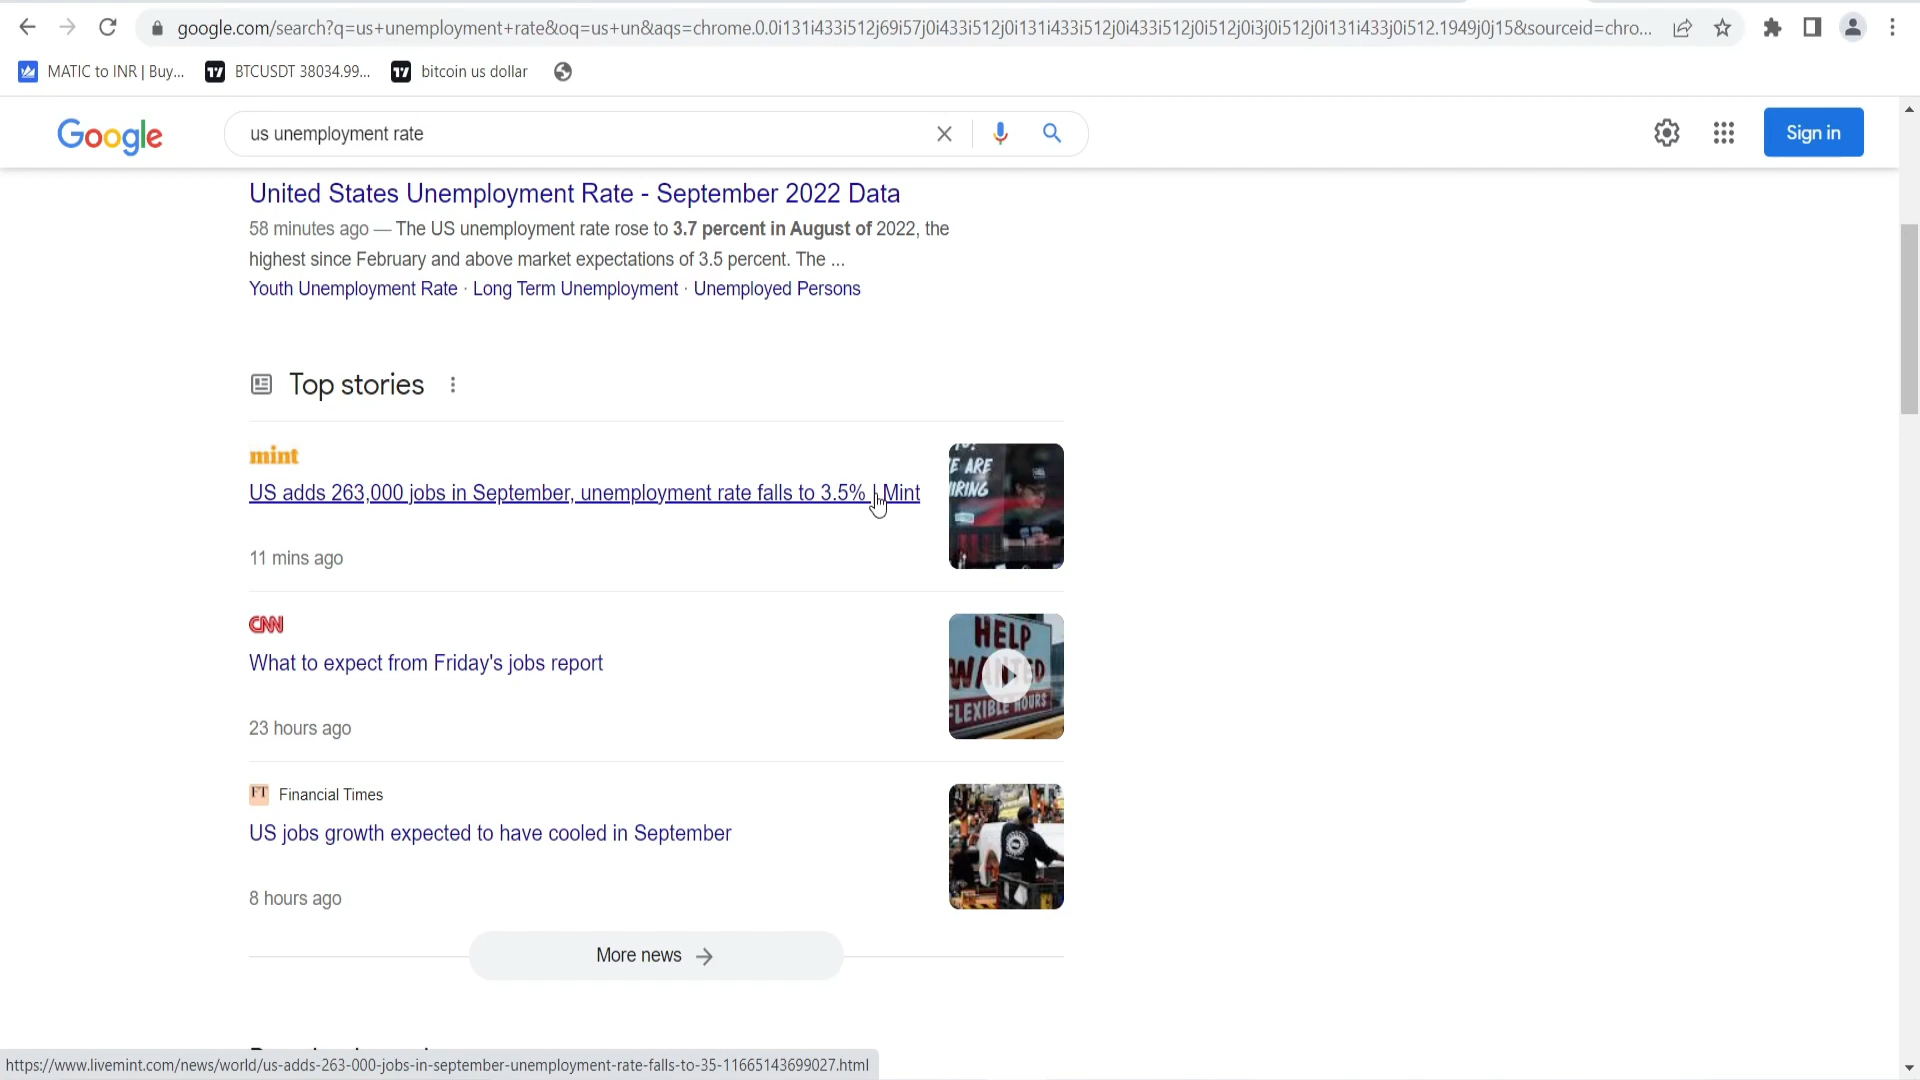 google.com/search?q=us+unemployment+rate&oq=us+un&aqs=chrome.0.0i131i433i512j69i57j0i433i512j0i131i433i512j0i433i512j0i512j0i3j0i512j0i131i433j0i512.1949j0j15&sourceid=chro...
MATIC to INR | Buy... BTCUSDT 38034.99... bitcoin us dollar
Google us unemployment rate Sign in
United States Unemployment Rate - September 2022 Data
58 minutes ago — The US unemployment rate rose to 3.7 percent in August of 2022, the
highest since February and above market expectations of 3.5 percent. The ...
Youth Unemployment Rate · Long Term Unemployment · Unemployed Persons
Top stories
mint
US adds 263,000 jobs in September, unemployment rate falls to 3.5% | Mint
11 mins ago
E ARE
IRING
CNN
What to expect from Friday's jobs report
23 hours ago
HELP
WANTED
FLEXIBLE HOURS
FT Financial Times
US jobs growth expected to have cooled in September
8 hours ago
More news
https://www.livemint.com/news/world/us-adds-263-000-jobs-in-september-unemployment-rate-falls-to-35-11665143699027.html